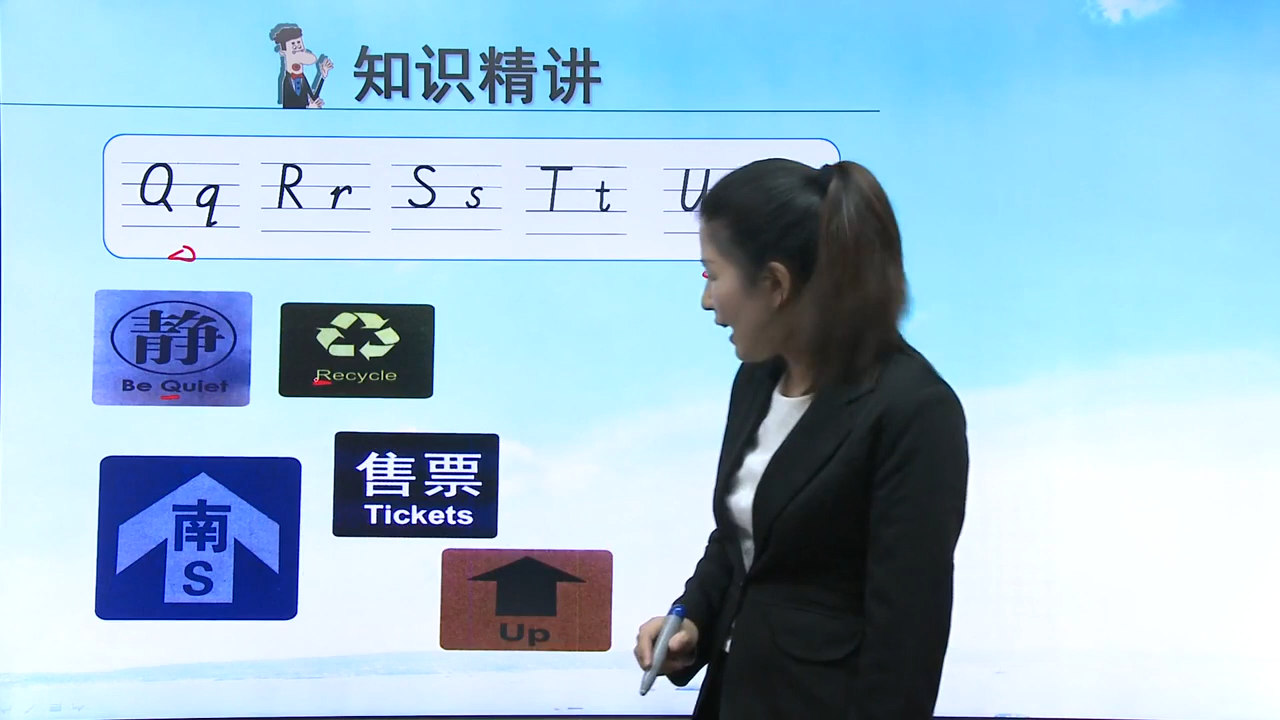 知识精讲
Qq Rr Ss Tt U
静
Be Quiet
Recycle
售票
Tickets
南
S
Up